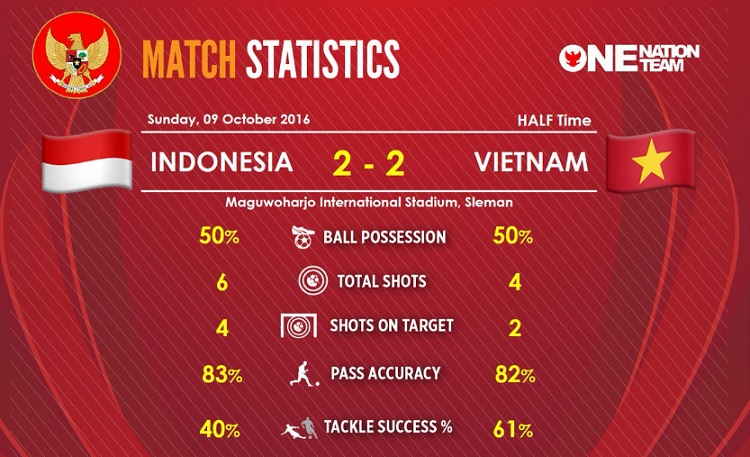 MATCH STATISTICS
ONE NATION TEAM
Sunday, 09 October 2016
HALF Time
INDONESIA 2 - 2 VIETNAM
Maguwoharjo International Stadium, Sleman
50% BALL POSSESSION 50%
6 TOTAL SHOTS 4
4 SHOTS ON TARGET 2
83% PASS ACCURACY 82%
40% TACKLE SUCCESS % 61%